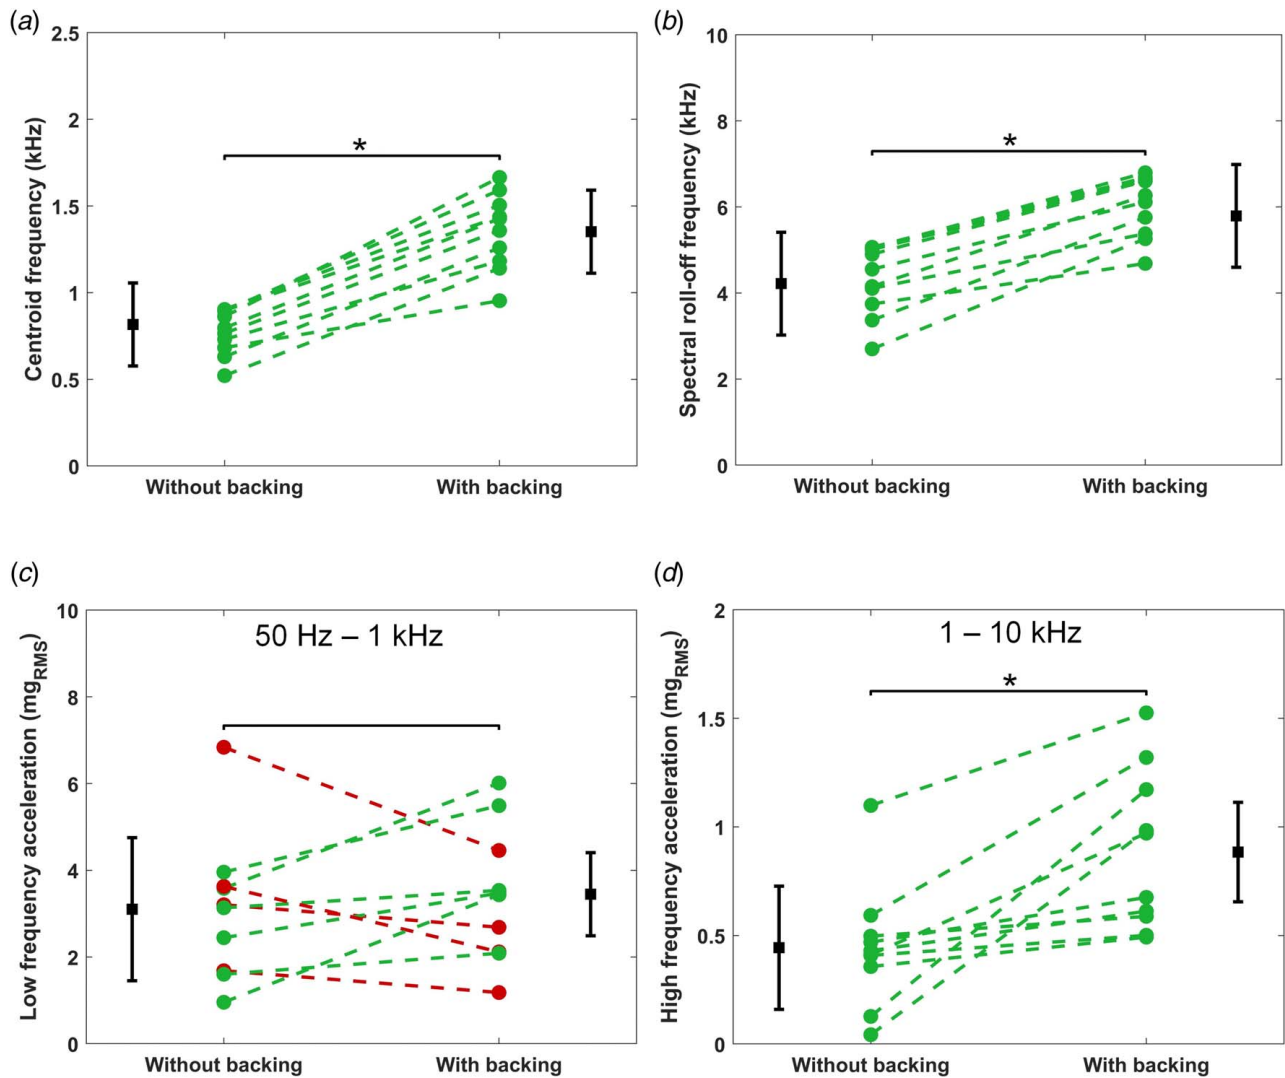 (a)
2.5
2
1.5
1
0.5
0
Centroid frequency (kHz)
*
Without backing
With backing
(b)
10
8
6
4
2
0
Spectral roll-off frequency (kHz)
*
Without backing
With backing
(c)
10
8
6
4
2
0
Low frequency acceleration (mgRMS)
50 Hz – 1 kHz
Without backing
With backing
(d)
2
1.5
1
0.5
0
High frequency acceleration (mgRMS)
1 – 10 kHz
*
Without backing
With backing